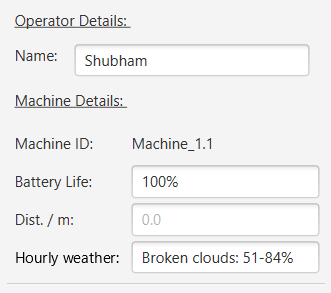 Operator Details:
Name: Shubham
Machine Details:
Machine ID: Machine_1.1
Battery Life: 100%
Dist. / m: 0.0
Hourly weather: Broken clouds: 51-84%